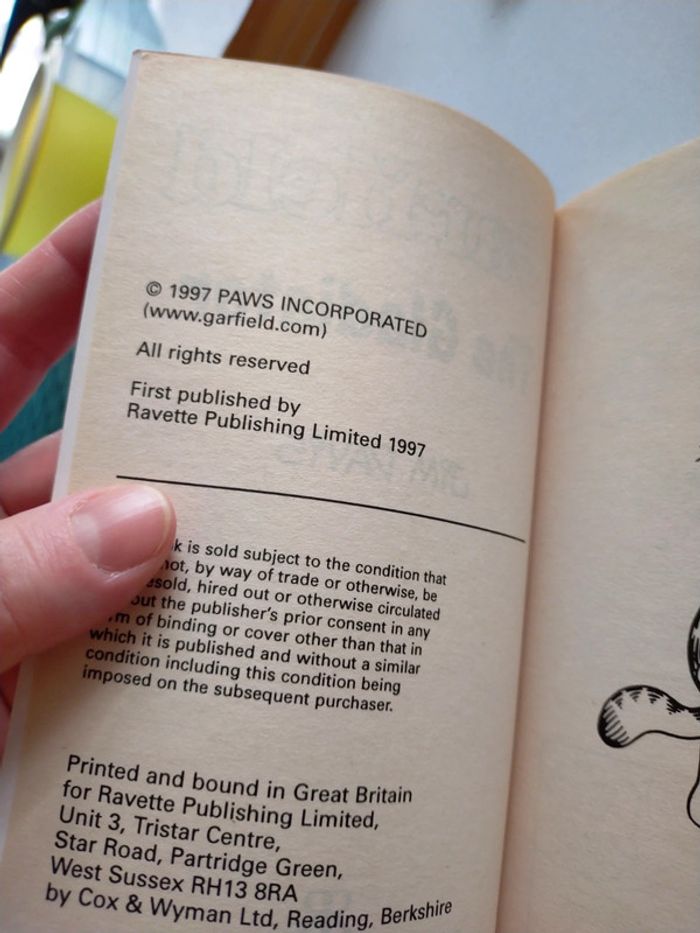 © 1997 PAWS INCORPORATED
(www.garfield.com)
All rights reserved
First published by
Ravette Publishing Limited 1997
is sold subject to the condition that
not, by way of trade or otherwise, be
hired out or otherwise circulated
the publisher's prior consent in any
of binding or cover other than that in
which it is published and without a similar
condition including this condition being
imposed on the subsequent purchaser.
Printed and bound in Great Britain
for Ravette Publishing Limited,
Unit 3, Tristar Centre,
Star Road, Partridge Green,
West Sussex RH13 8RA
by Cox & Wyman Ltd, Reading, Berkshire